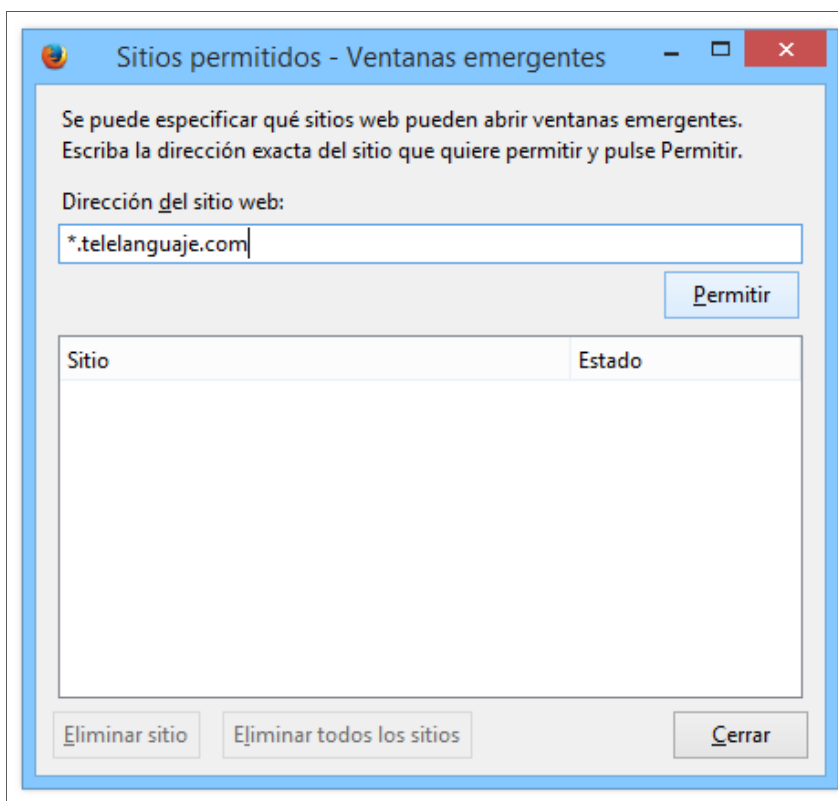 Sitios permitidos - Ventanas emergentes
Se puede especificar qué sitios web pueden abrir ventanas emergentes.
Escriba la dirección exacta del sitio que quiere permitir y pulse Permitir.
Dirección del sitio web:
*.telelanguaje.com
Permitir
Sitio Estado
Eliminar sitio Eliminar todos los sitios Cerrar